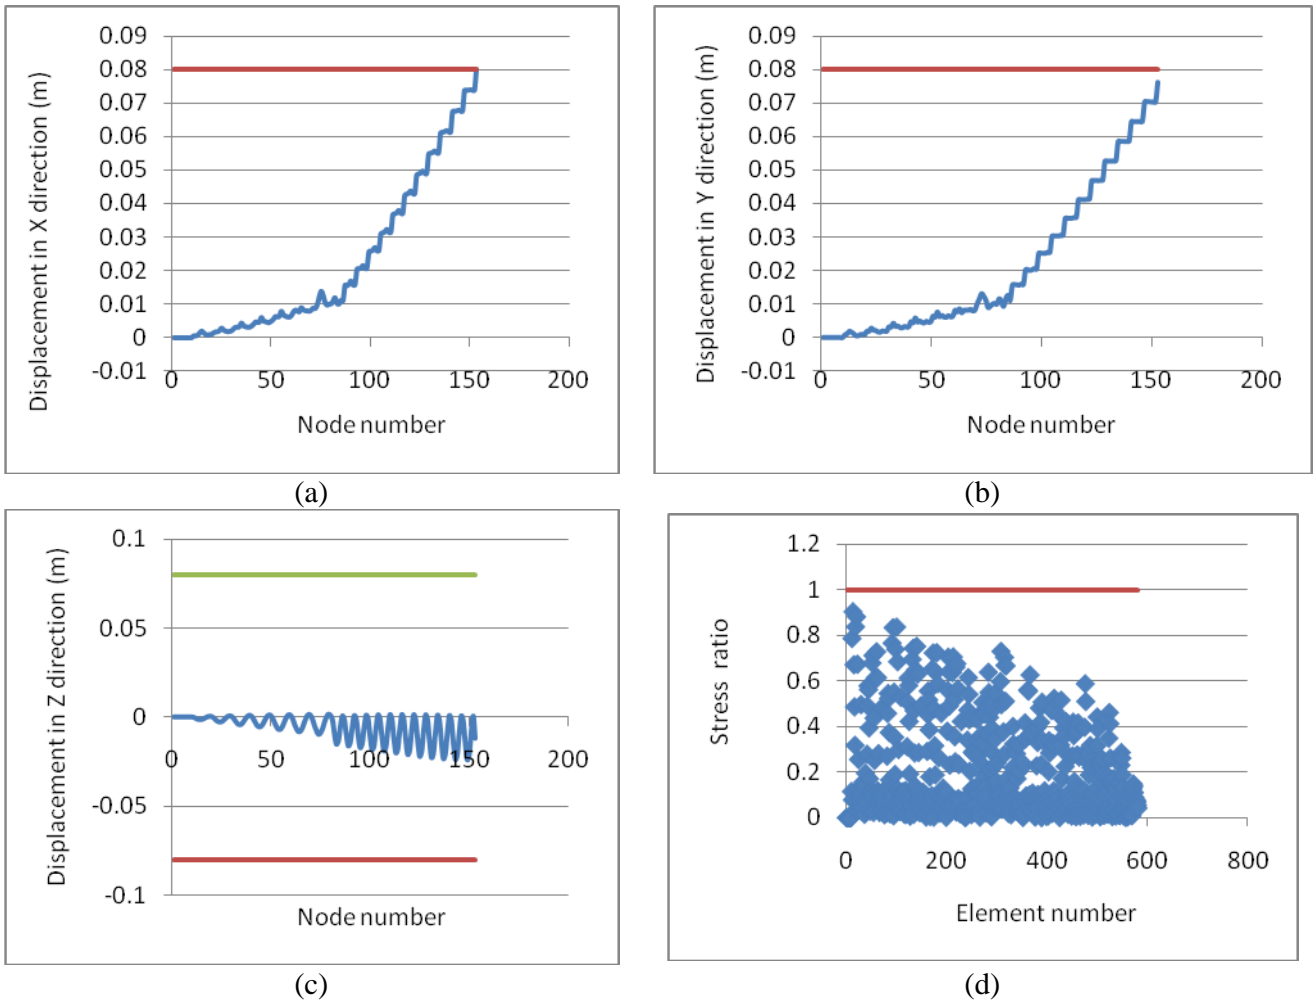 0.09
0.08
0.07
0.06
0.05
0.04
0.03
0.02
0.01
0
-0.01
0 50 100 150 200
Displacement in X direction (m)
Node number
(a)
0.09
0.08
0.07
0.06
0.05
0.04
0.03
0.02
0.01
0
-0.01
0 50 100 150 200
Displacement in Y direction (m)
Node number
(b)
0.1
0.05
0
-0.05
-0.1
0 50 100 150 200
Displacement in Z direction (m)
Node number
(c)
1.2
1
0.8
0.6
0.4
0.2
0
0 200 400 600 800
Stress ratio
Element number
(d)